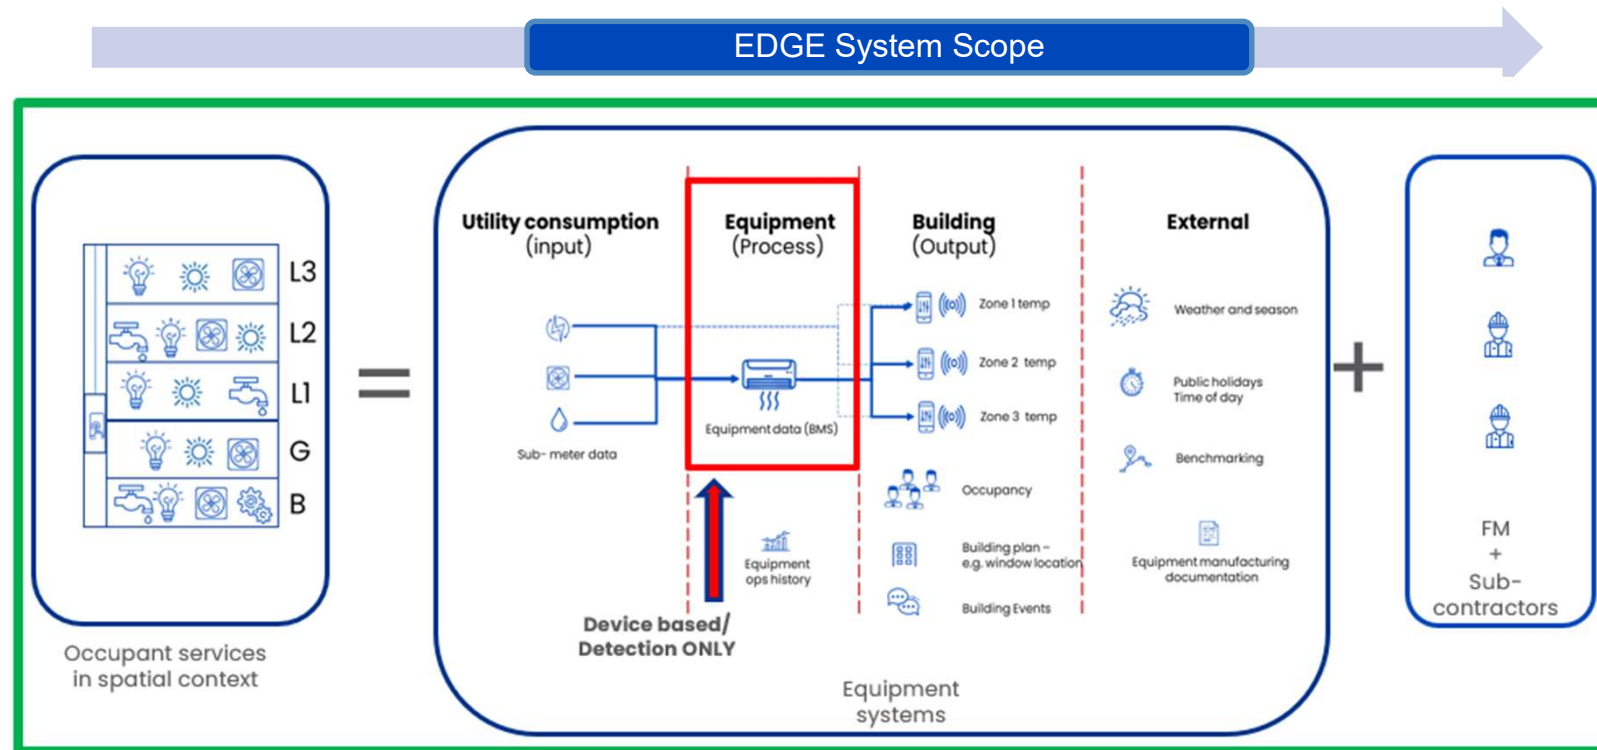 EDGE System Scope
L3
L2
L1
G
B
Occupant services
in spatial context
=
Utility consumption
(input)
Sub- meter data
Equipment
(Process)
Equipment data (BMS)
Equipment
ops history
Device based/
Detection ONLY
Building
(Output)
Zone 1 temp
Zone 2 temp
Zone 3 temp
Occupancy
Building plan –
e.g. window location
Building Events
External
Weather and season
Public holidays
Time of day
Benchmarking
Equipment manufacturing
documentation
Equipment
systems
+
FM
+
Sub-
contractors